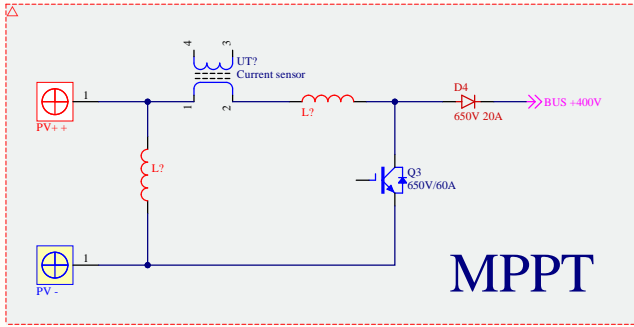 4
3
UT?
Current sensor
1
1
2
PV+ +
L?
D4
650V 20A
BUS +400V
L?
Q3
650V/60A
1
PV -
MPPT